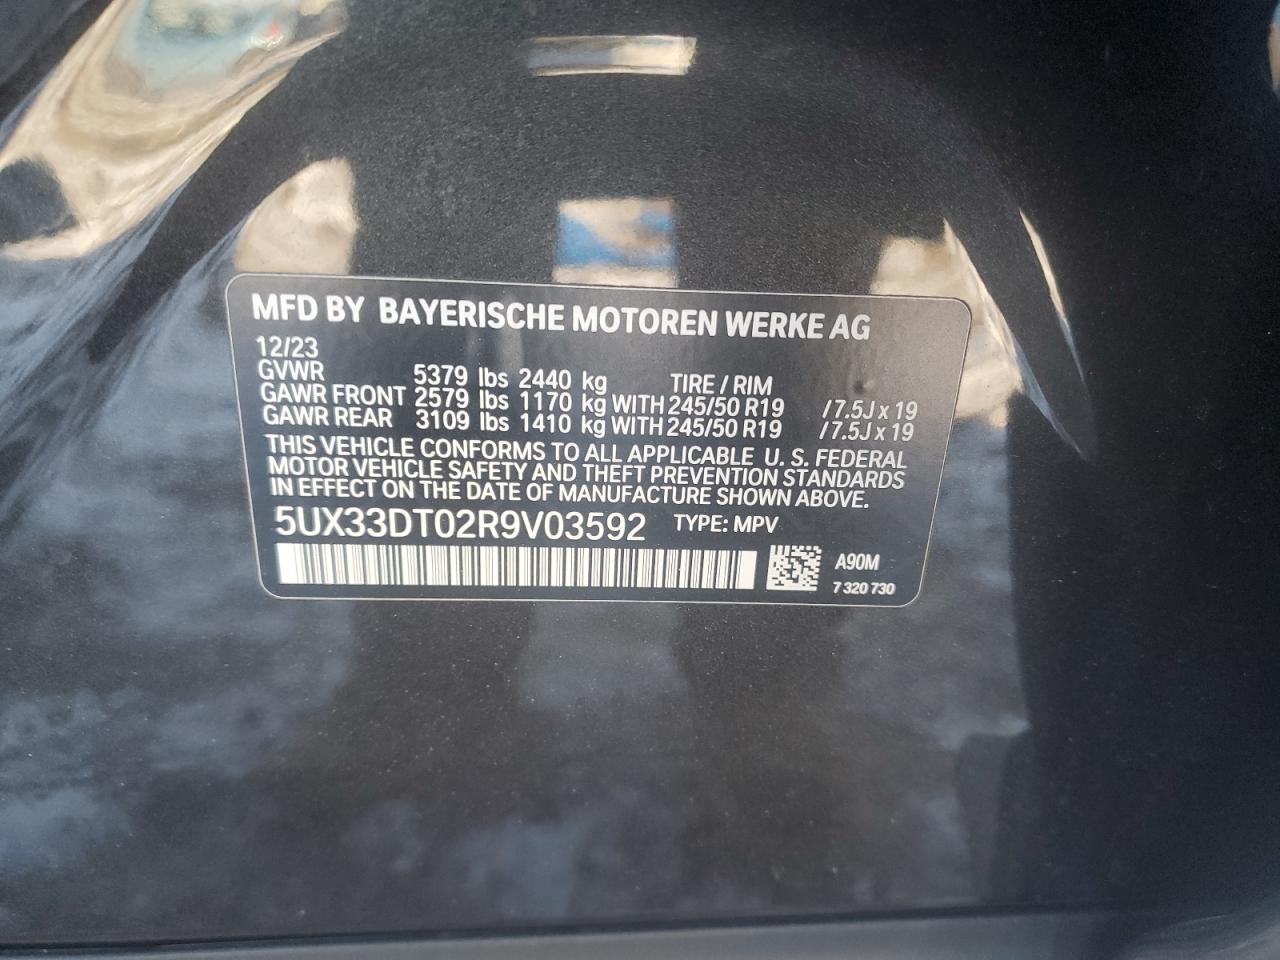 MFD BY BAYERISCHE MOTOREN WERKE AG
12/23
GVWR 5379 lbs 2440 kg TIRE / RIM
GAWR FRONT 2579 lbs 1170 kg WITH 245/50 R19 / 7.5J x 19
GAWR REAR 3109 lbs 1410 kg WITH 245/50 R19 / 7.5J x 19
THIS VEHICLE CONFORMS TO ALL APPLICABLE U. S. FEDERAL
MOTOR VEHICLE SAFETY AND THEFT PREVENTION STANDARDS
IN EFFECT ON THE DATE OF MANUFACTURE SHOWN ABOVE.
5UX33DT02R9V03592 TYPE: MPV
A90M
7 320 730